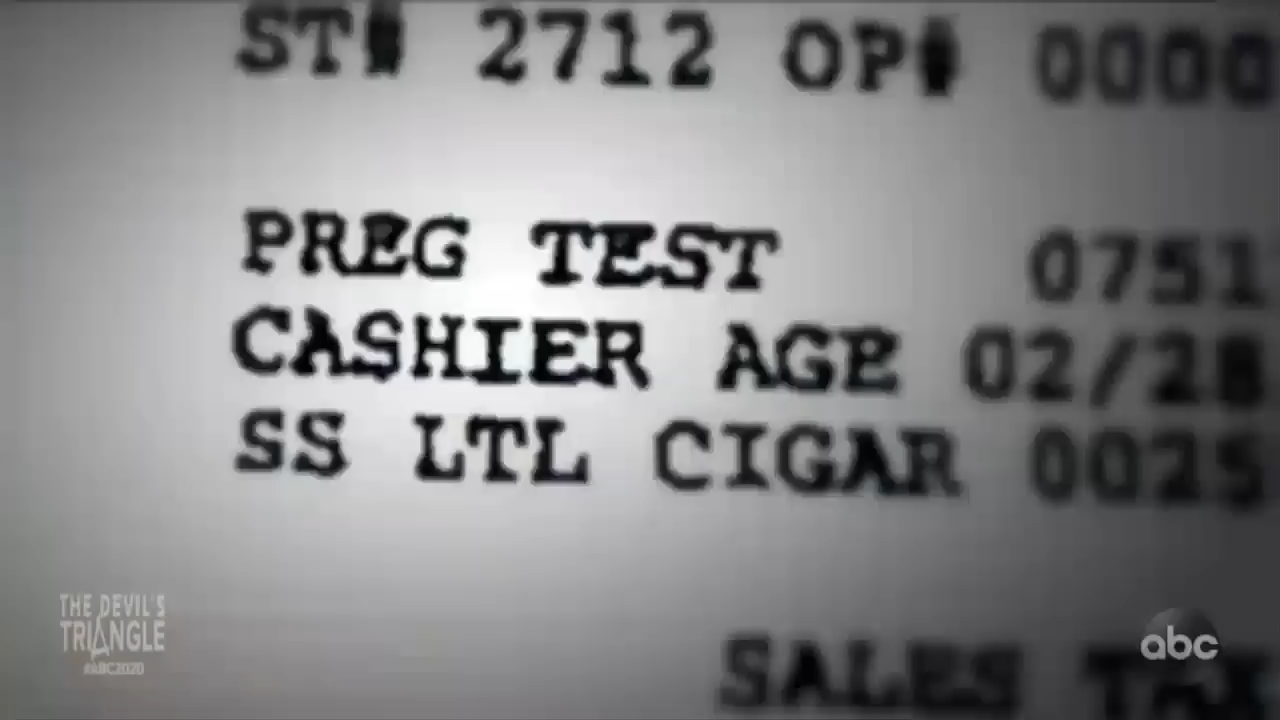 ST# 2712 OP# 0000
PREG TEST 0751
CASHIER AGE 02/28
SS LTL CIGAR 0025
SALES TAX
THE DEVIL'S
TRIANGLE
#ABC2020
abc